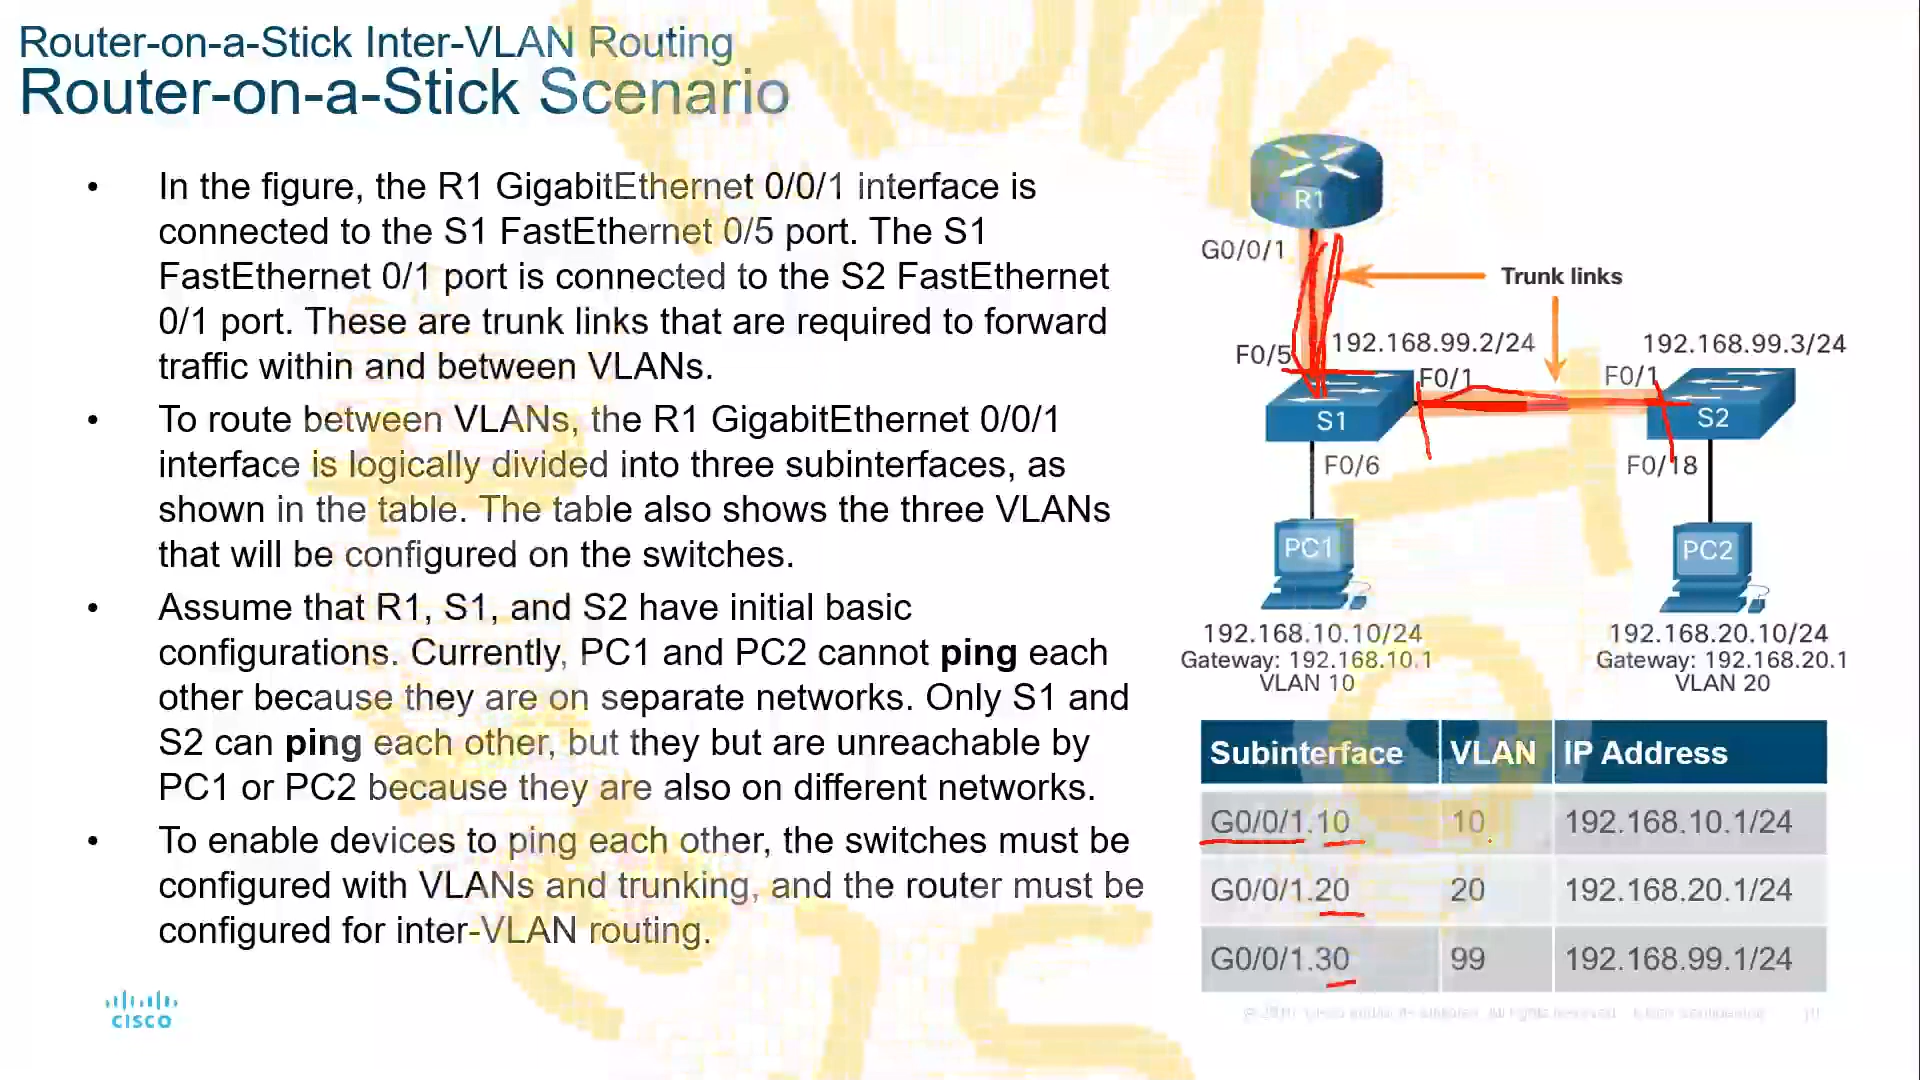 Router-on-a-Stick Inter-VLAN Routing
Router-on-a-Stick Scenario
• In the figure, the R1 GigabitEthernet 0/0/1 interface is
connected to the S1 FastEthernet 0/5 port. The S1
FastEthernet 0/1 port is connected to the S2 FastEthernet
0/1 port. These are trunk links that are required to forward
traffic within and between VLANs.
• To route between VLANs, the R1 GigabitEthernet 0/0/1
interface is logically divided into three subinterfaces, as
shown in the table. The table also shows the three VLANs
that will be configured on the switches.
• Assume that R1, S1, and S2 have initial basic
configurations. Currently, PC1 and PC2 cannot ping each
other because they are on separate networks. Only S1 and
S2 can ping each other, but they but are unreachable by
PC1 or PC2 because they are also on different networks.
• To enable devices to ping each other, the switches must be
configured with VLANs and trunking, and the router must be
configured for inter-VLAN routing.
R1
G0/0/1
Trunk links
F0/5
192.168.99.2/24
192.168.99.3/24
F0/1
F0/1
S1
S2
F0/6
F0/18
PC1
PC2
192.168.10.10/24
Gateway: 192.168.10.1
VLAN 10
192.168.20.10/24
Gateway: 192.168.20.1
VLAN 20
Subinterface VLAN IP Address
G0/0/1.10 10 192.168.10.1/24
G0/0/1.20 20 192.168.20.1/24
G0/0/1.30 99 192.168.99.1/24
CISCO